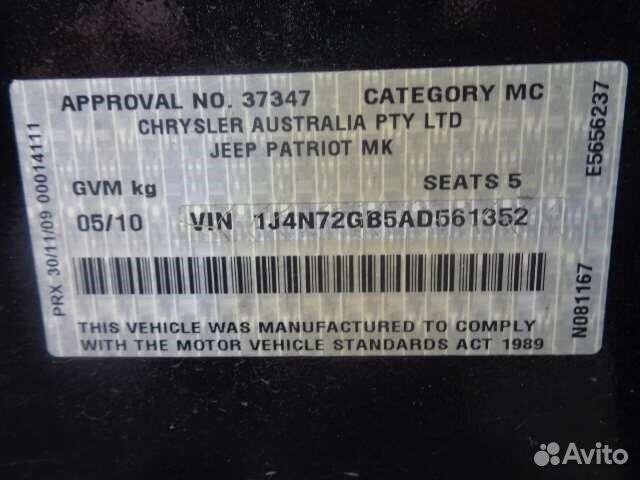 APPROVAL NO. 37347 CATEGORY MC
CHRYSLER AUSTRALIA PTY LTD
JEEP PATRIOT MK
GVM kg SEATS 5
05/10 VIN 1J4N72GB5AD561352
THIS VEHICLE WAS MANUFACTURED TO COMPLY
WITH THE MOTOR VEHICLE STANDARDS ACT 1989
PRX 30/11/09 00014111
E5656237
N081167
Avito